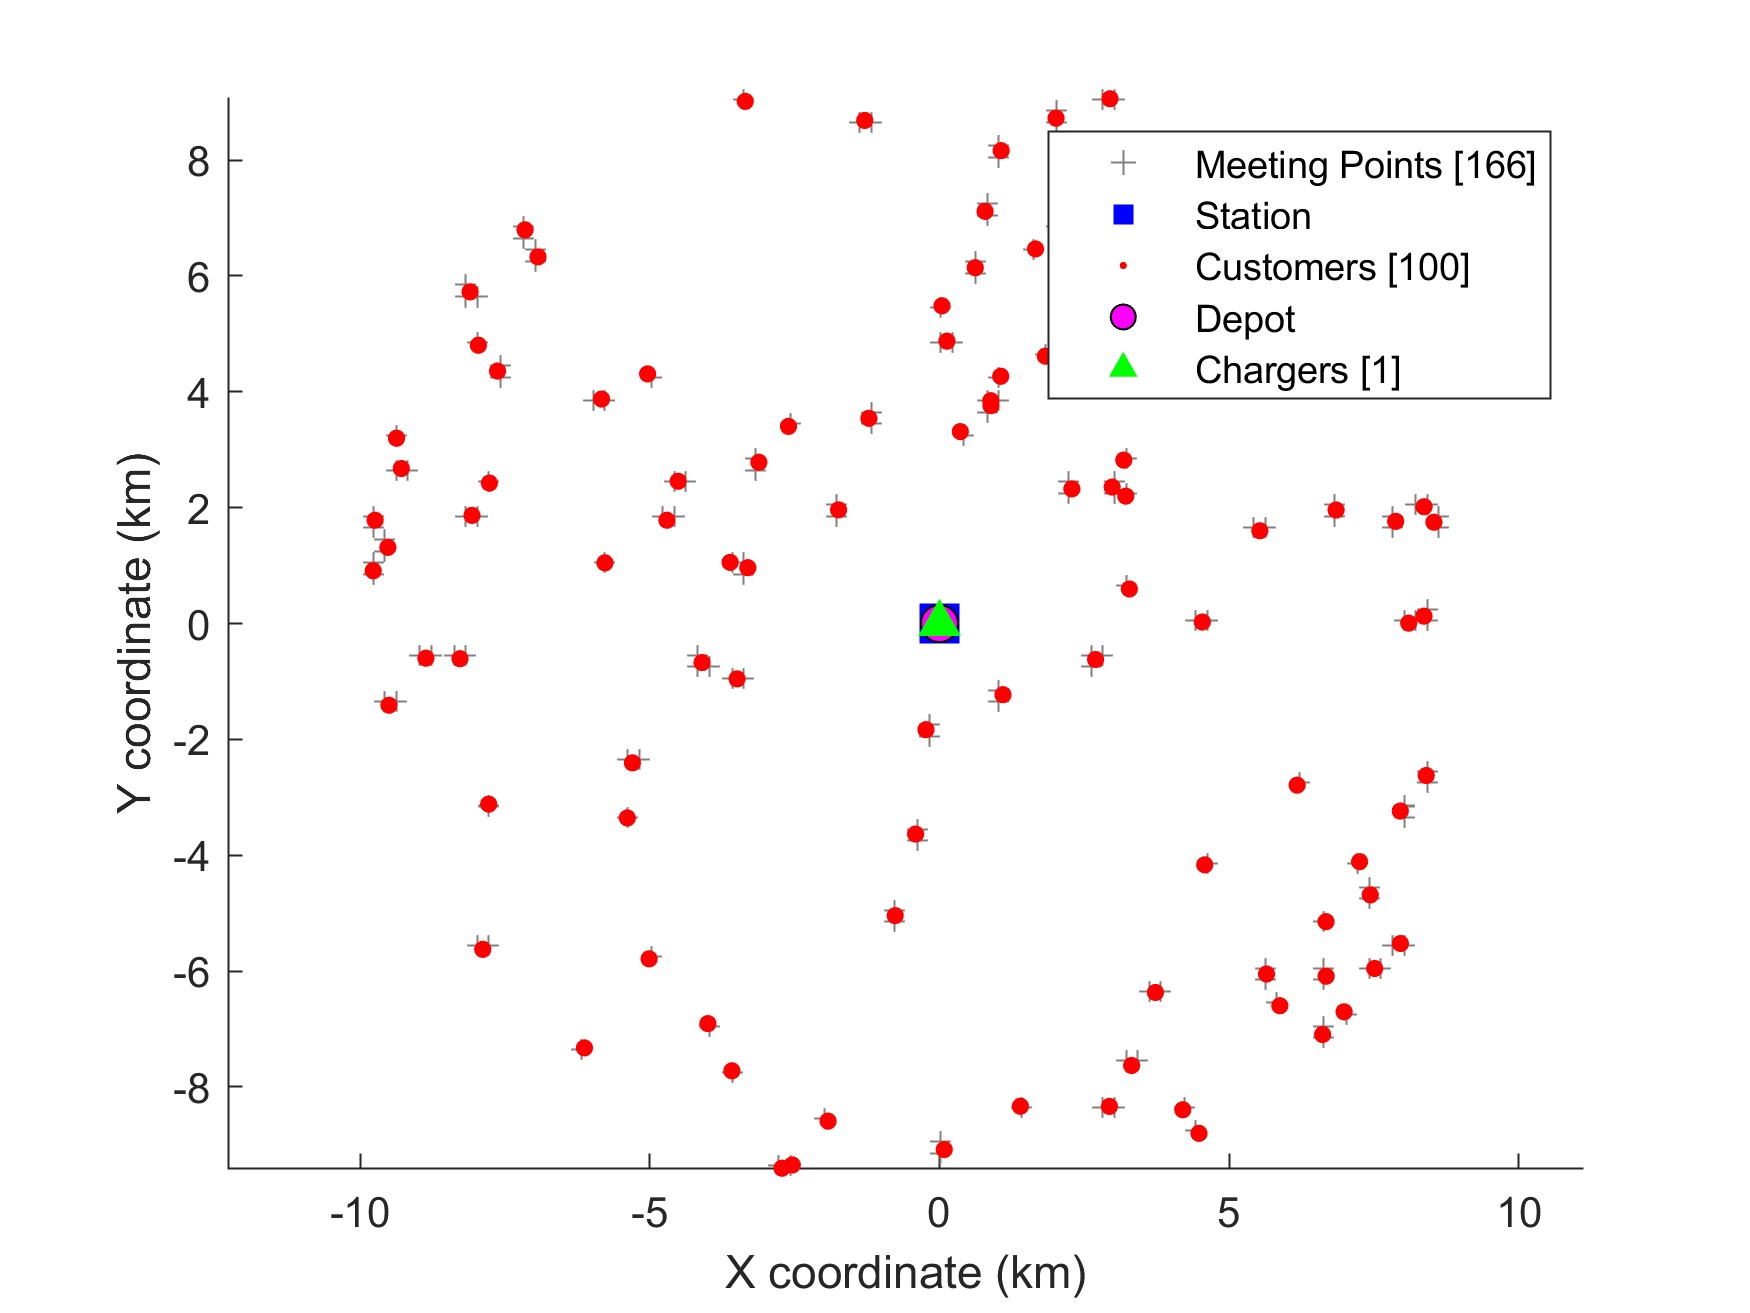 8
6
4
2
0
-2
-4
-6
-8
Y coordinate (km)
Meeting Points [166]
Station
Customers [100]
Depot
Chargers [1]
-10
-5
0
5
10
X coordinate (km)